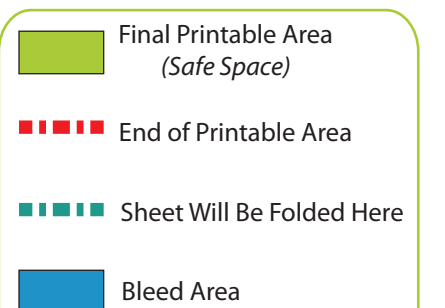 Final Printable Area
(Safe Space)
End of Printable Area
Sheet Will Be Folded Here
Bleed Area